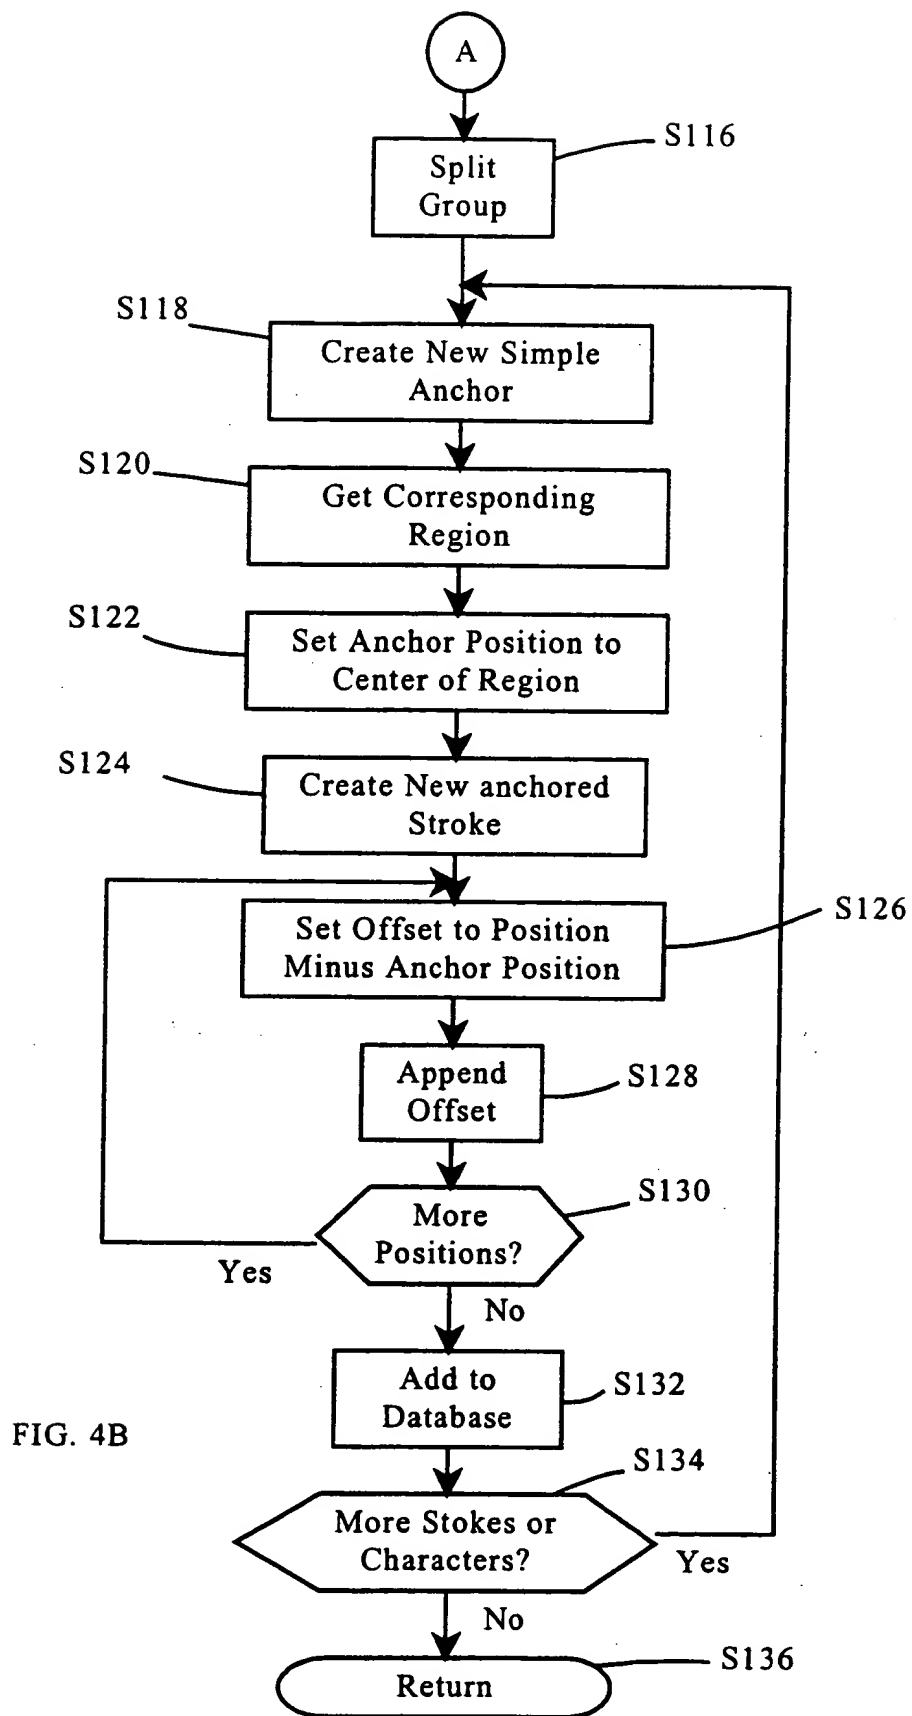 A
S116
Split
Group
S118
Create New Simple
Anchor
S120
Get Corresponding
Region
S122
Set Anchor Position to
Center of Region
S124
Create New anchored
Stroke
S126
Set Offset to Position
Minus Anchor Position
S128
Append
Offset
S130
More
Positions?
Yes
No
S132
Add to
Database
FIG. 4B
S134
More Stokes or
Characters?
Yes
No
S136
Return